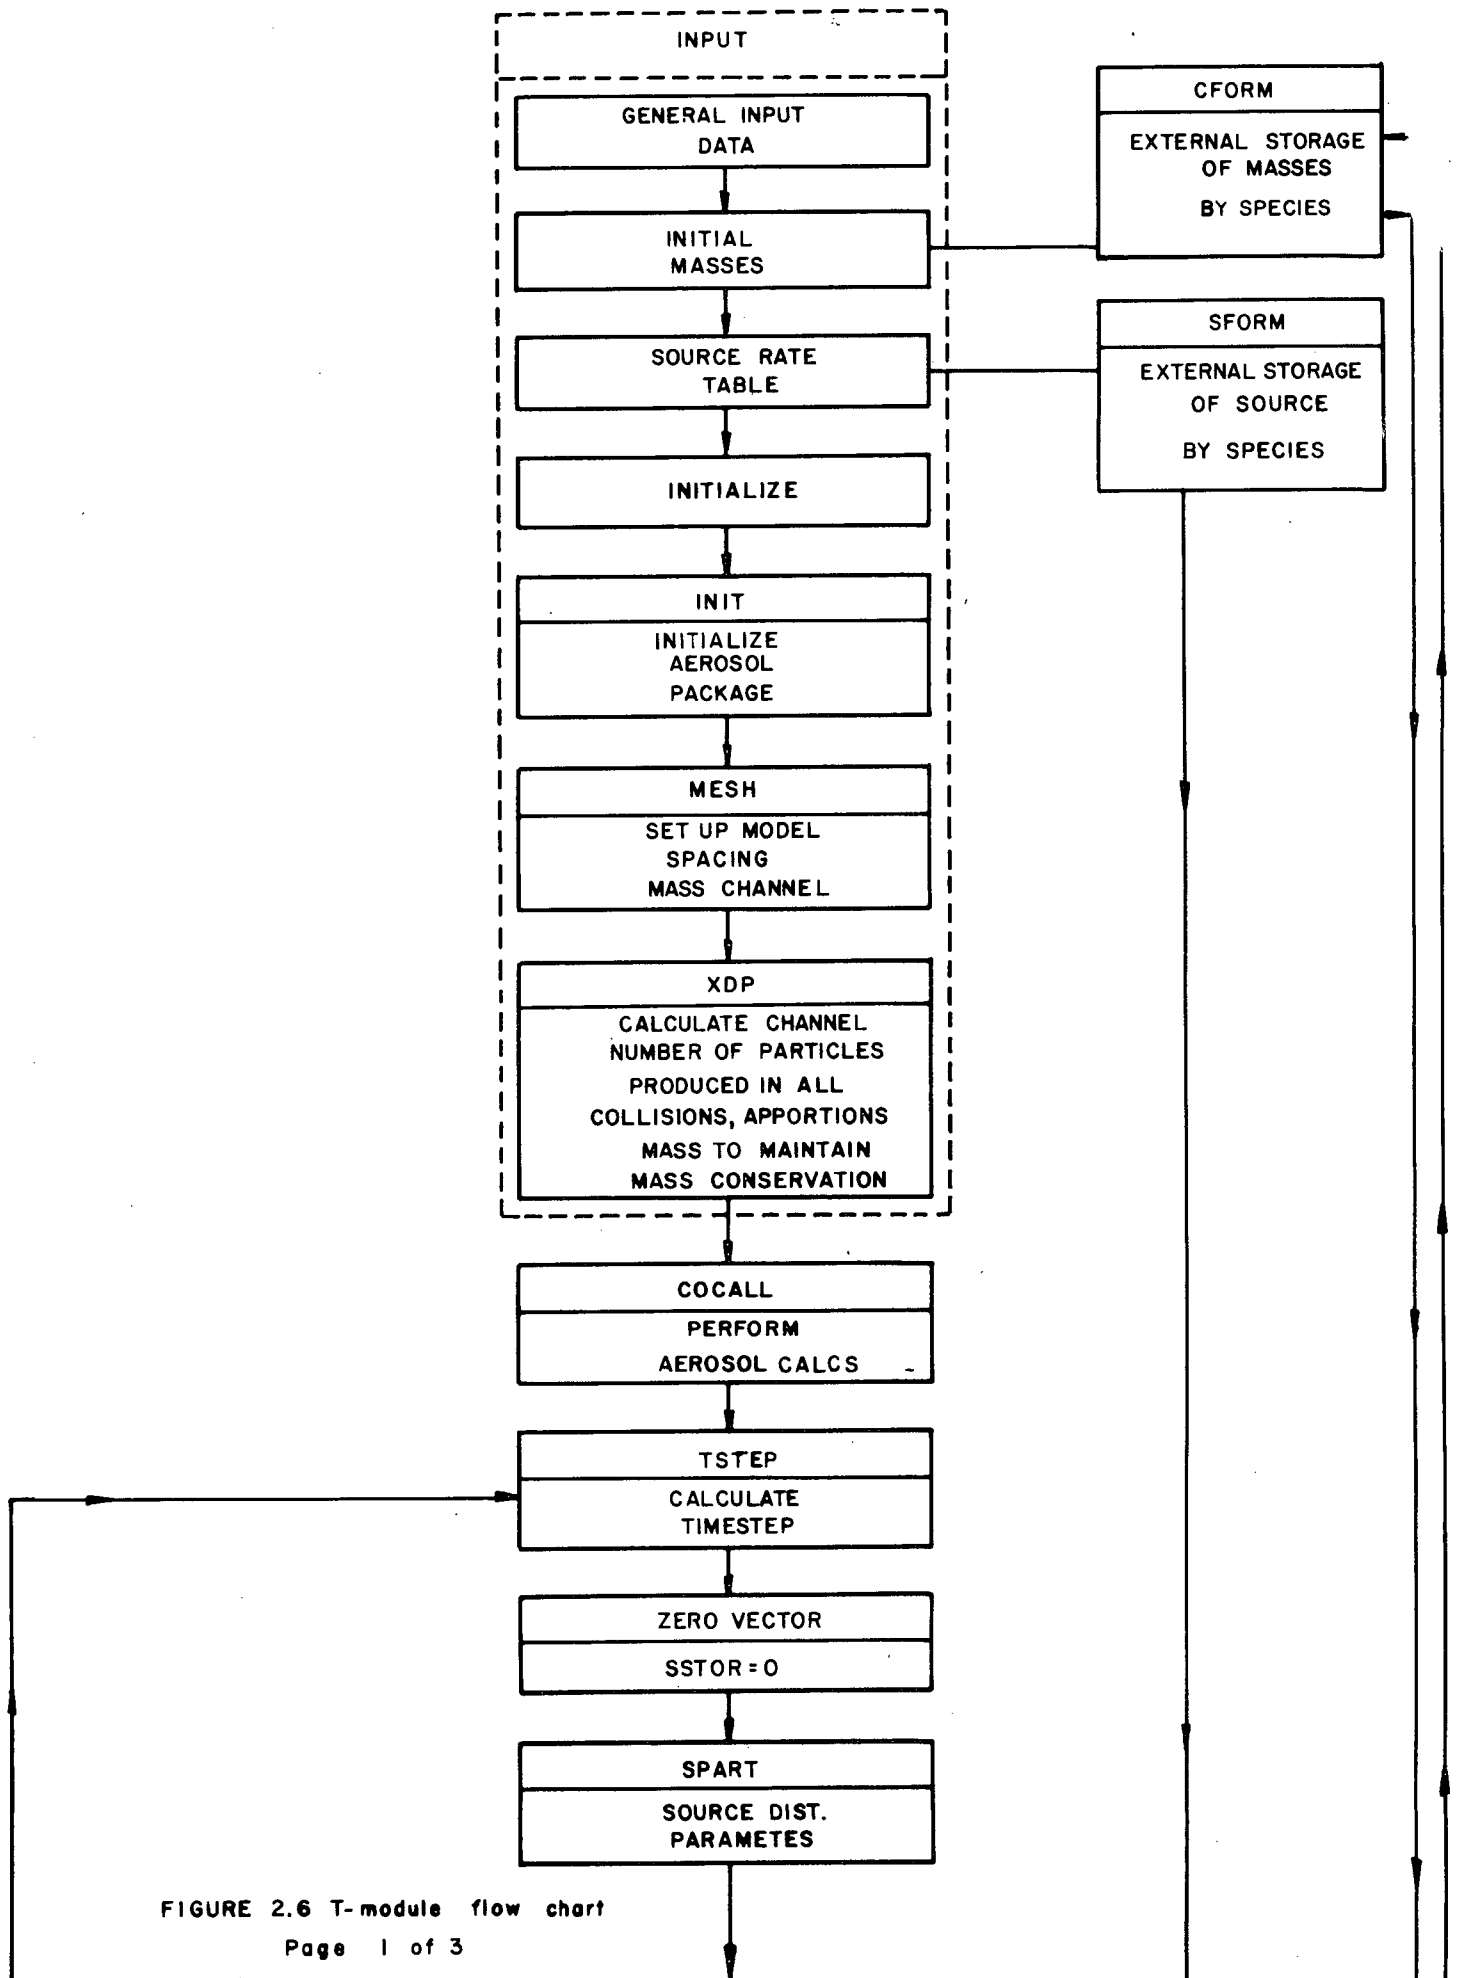 INPUT
GENERAL INPUT
DATA
INITIAL
MASSES
SOURCE RATE
TABLE
INITIALIZE
INIT
INITIALIZE
AEROSOL
PACKAGE
MESH
SET UP MODEL
SPACING
MASS CHANNEL
XDP
CALCULATE CHANNEL
NUMBER OF PARTICLES
PRODUCED IN ALL
COLLISIONS, APPORTIONS
MASS TO MAINTAIN
MASS CONSERVATION
CFORM
EXTERNAL STORAGE
OF MASSES
BY SPECIES
SFORM
EXTERNAL STORAGE
OF SOURCE
BY SPECIES
COCALL
PERFORM
AEROSOL CALCS
TSTEP
CALCULATE
TIMESTEP
ZERO VECTOR
SSTOR=0
SPART
SOURCE DIST.
PARAMETES
FIGURE 2.6 T-module flow chart
Page 1 of 3